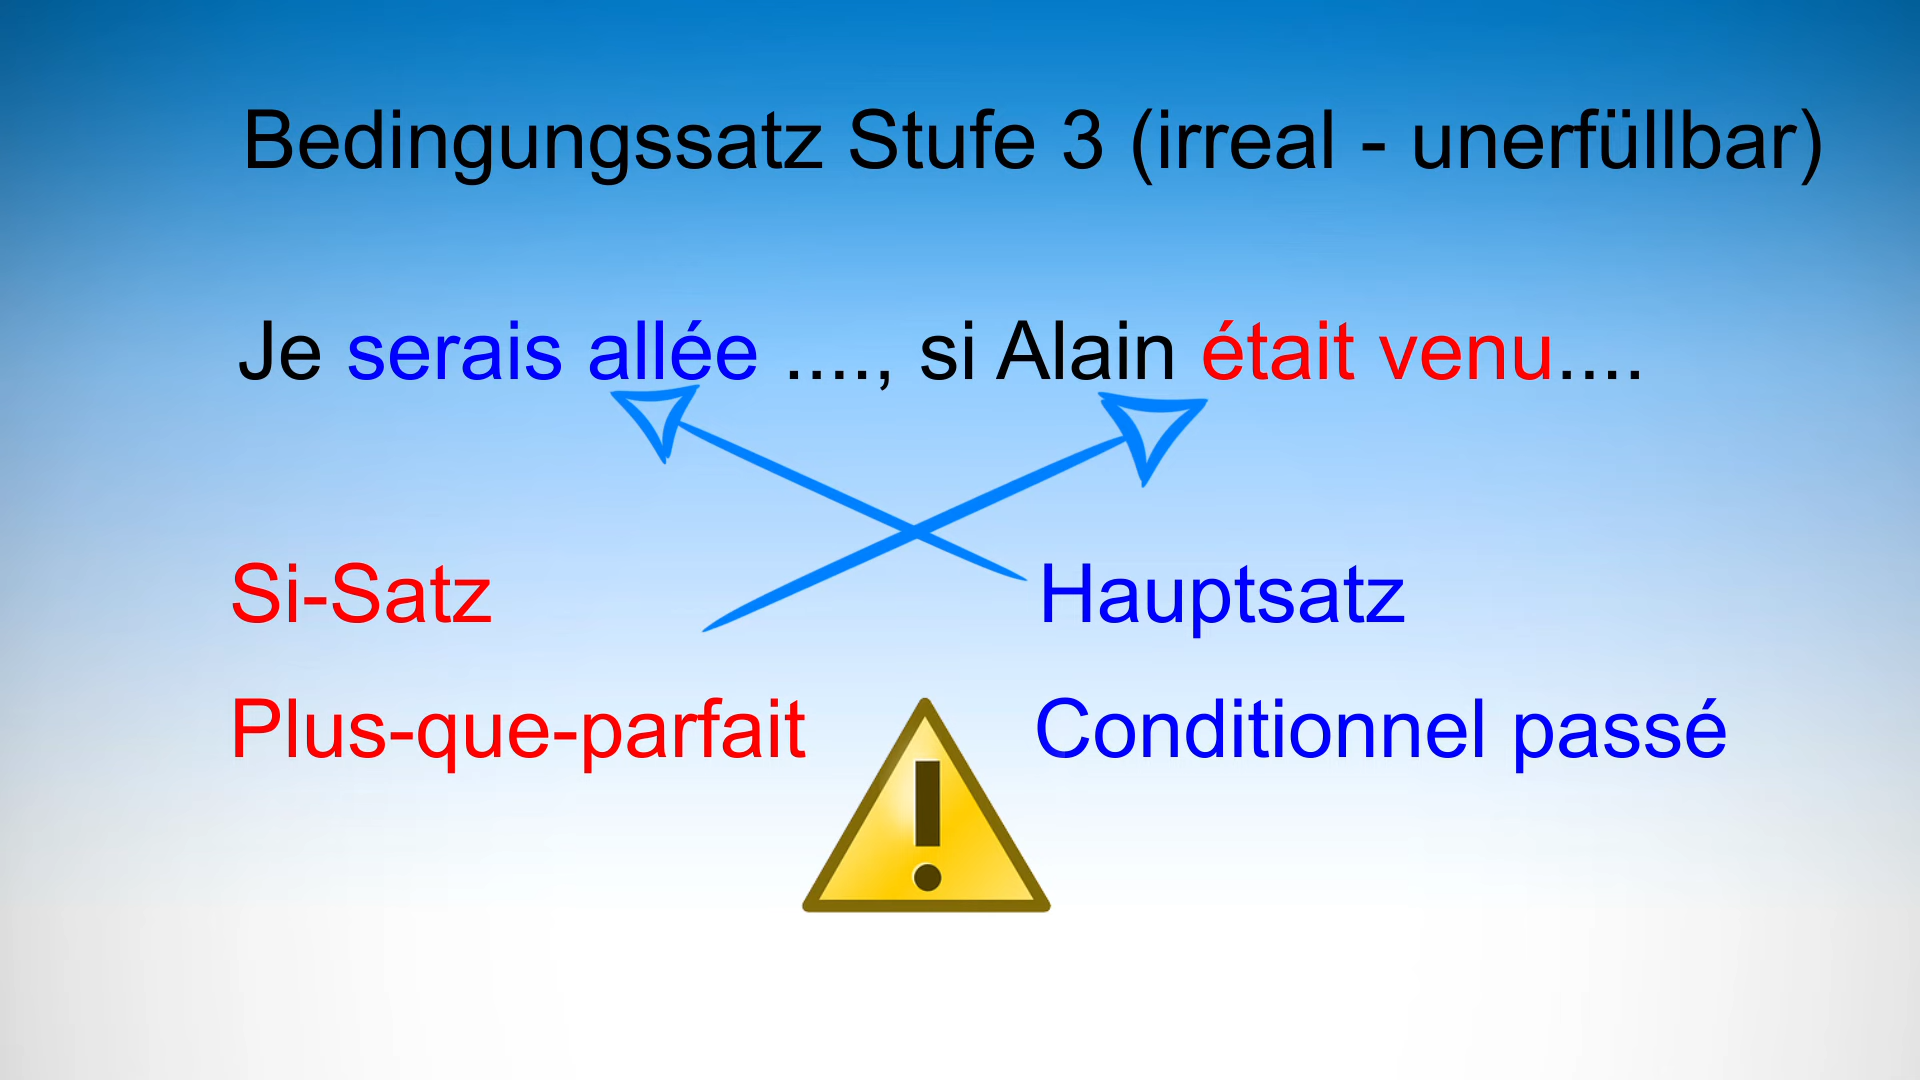 Bedingungssatz Stufe 3 (irreal - unerfüllbar)
Je serais allée ...., si Alain était venu....
Si-Satz Hauptsatz
Plus-que-parfait Conditionnel passé